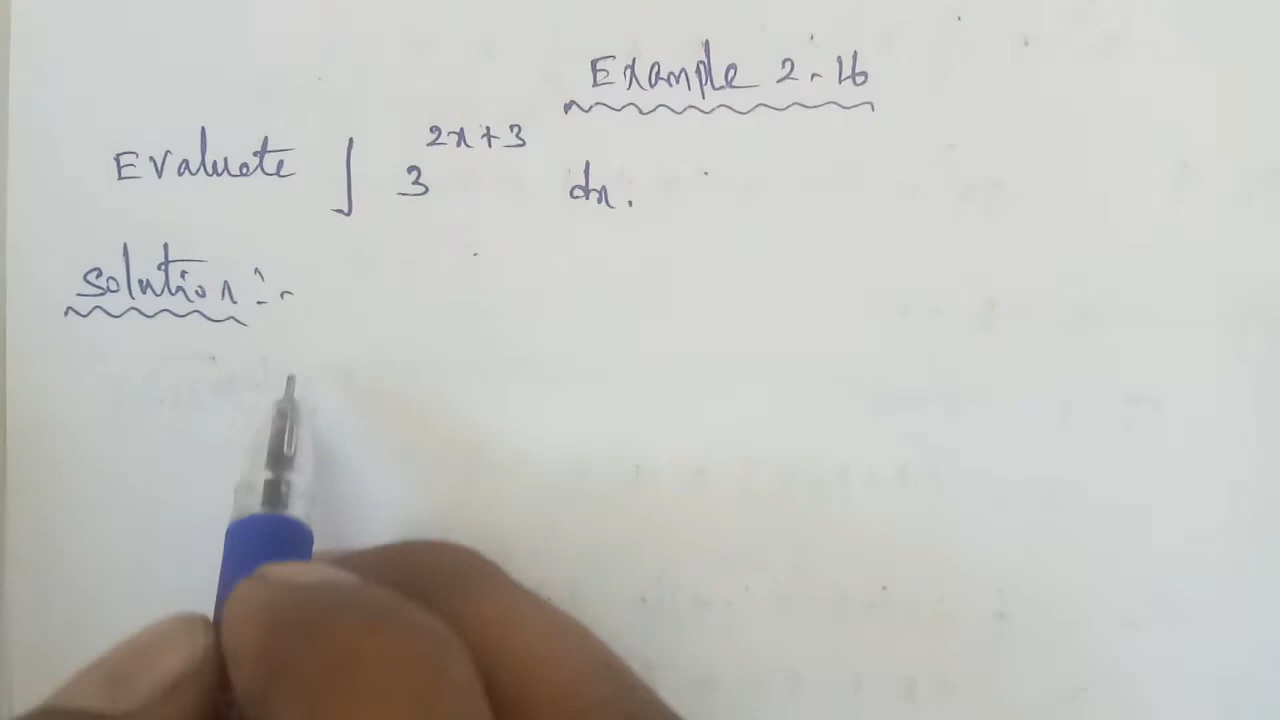 Example 2.16
Evaluate ∫ 3^{2x+3} dx.
Solution :-